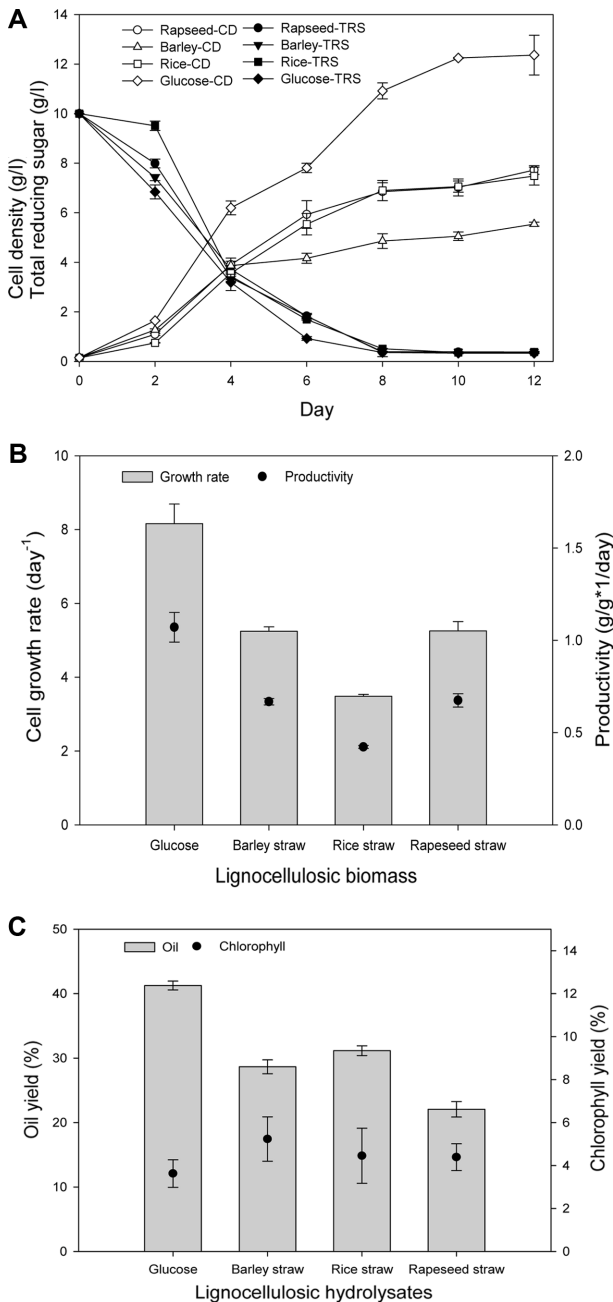 A
Rapseed-CD Rapseed-TRS
Barley-CD Barley-TRS
Rice-CD Rice-TRS
Glucose-CD Glucose-TRS
Cell density (g/l)
Total reducing sugar (g/l)
14
12
10
8
6
4
2
0
0 2 4 6 8 10 12
Day
B
Growth rate Productivity
Cell growth rate (day-1)
10
8
6
4
2
0
Productivity (g/g*1/day)
2.0
1.5
1.0
0.5
0.0
Glucose Barley straw Rice straw Rapeseed straw
Lignocellulosic biomass
C
Oil Chlorophyll
Oil yield (%)
50
40
30
20
10
0
Chlorophyll yield (%)
14
12
10
8
6
4
2
0
Glucose Barley straw Rice straw Rapeseed straw
Lignocellulosic hydrolysates